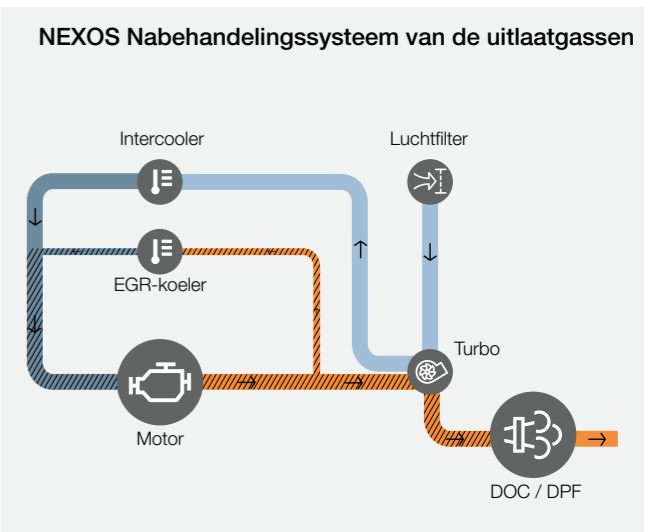 NEXOS Nabehandelingssysteem van de uitlaatgassen
Intercooler
Luchtfilter
EGR-koeler
Turbo
Motor
DOC / DPF